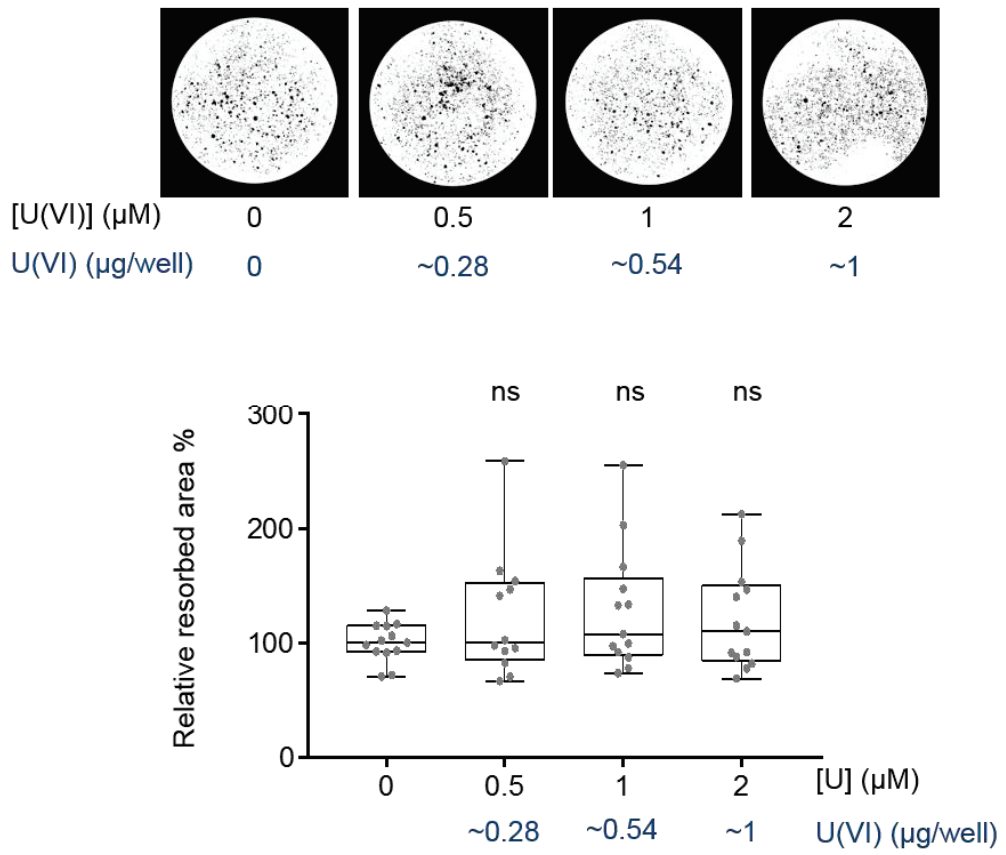 [U(VI)] (µM) 0 0.5 1 2
U(VI) (µg/well) 0 ~0.28 ~0.54 ~1
ns ns ns
Relative resorbed area %
300
200
100
0
0 0.5 1 2 [U] (µM)
~0.28 ~0.54 ~1 U(VI) (µg/well)